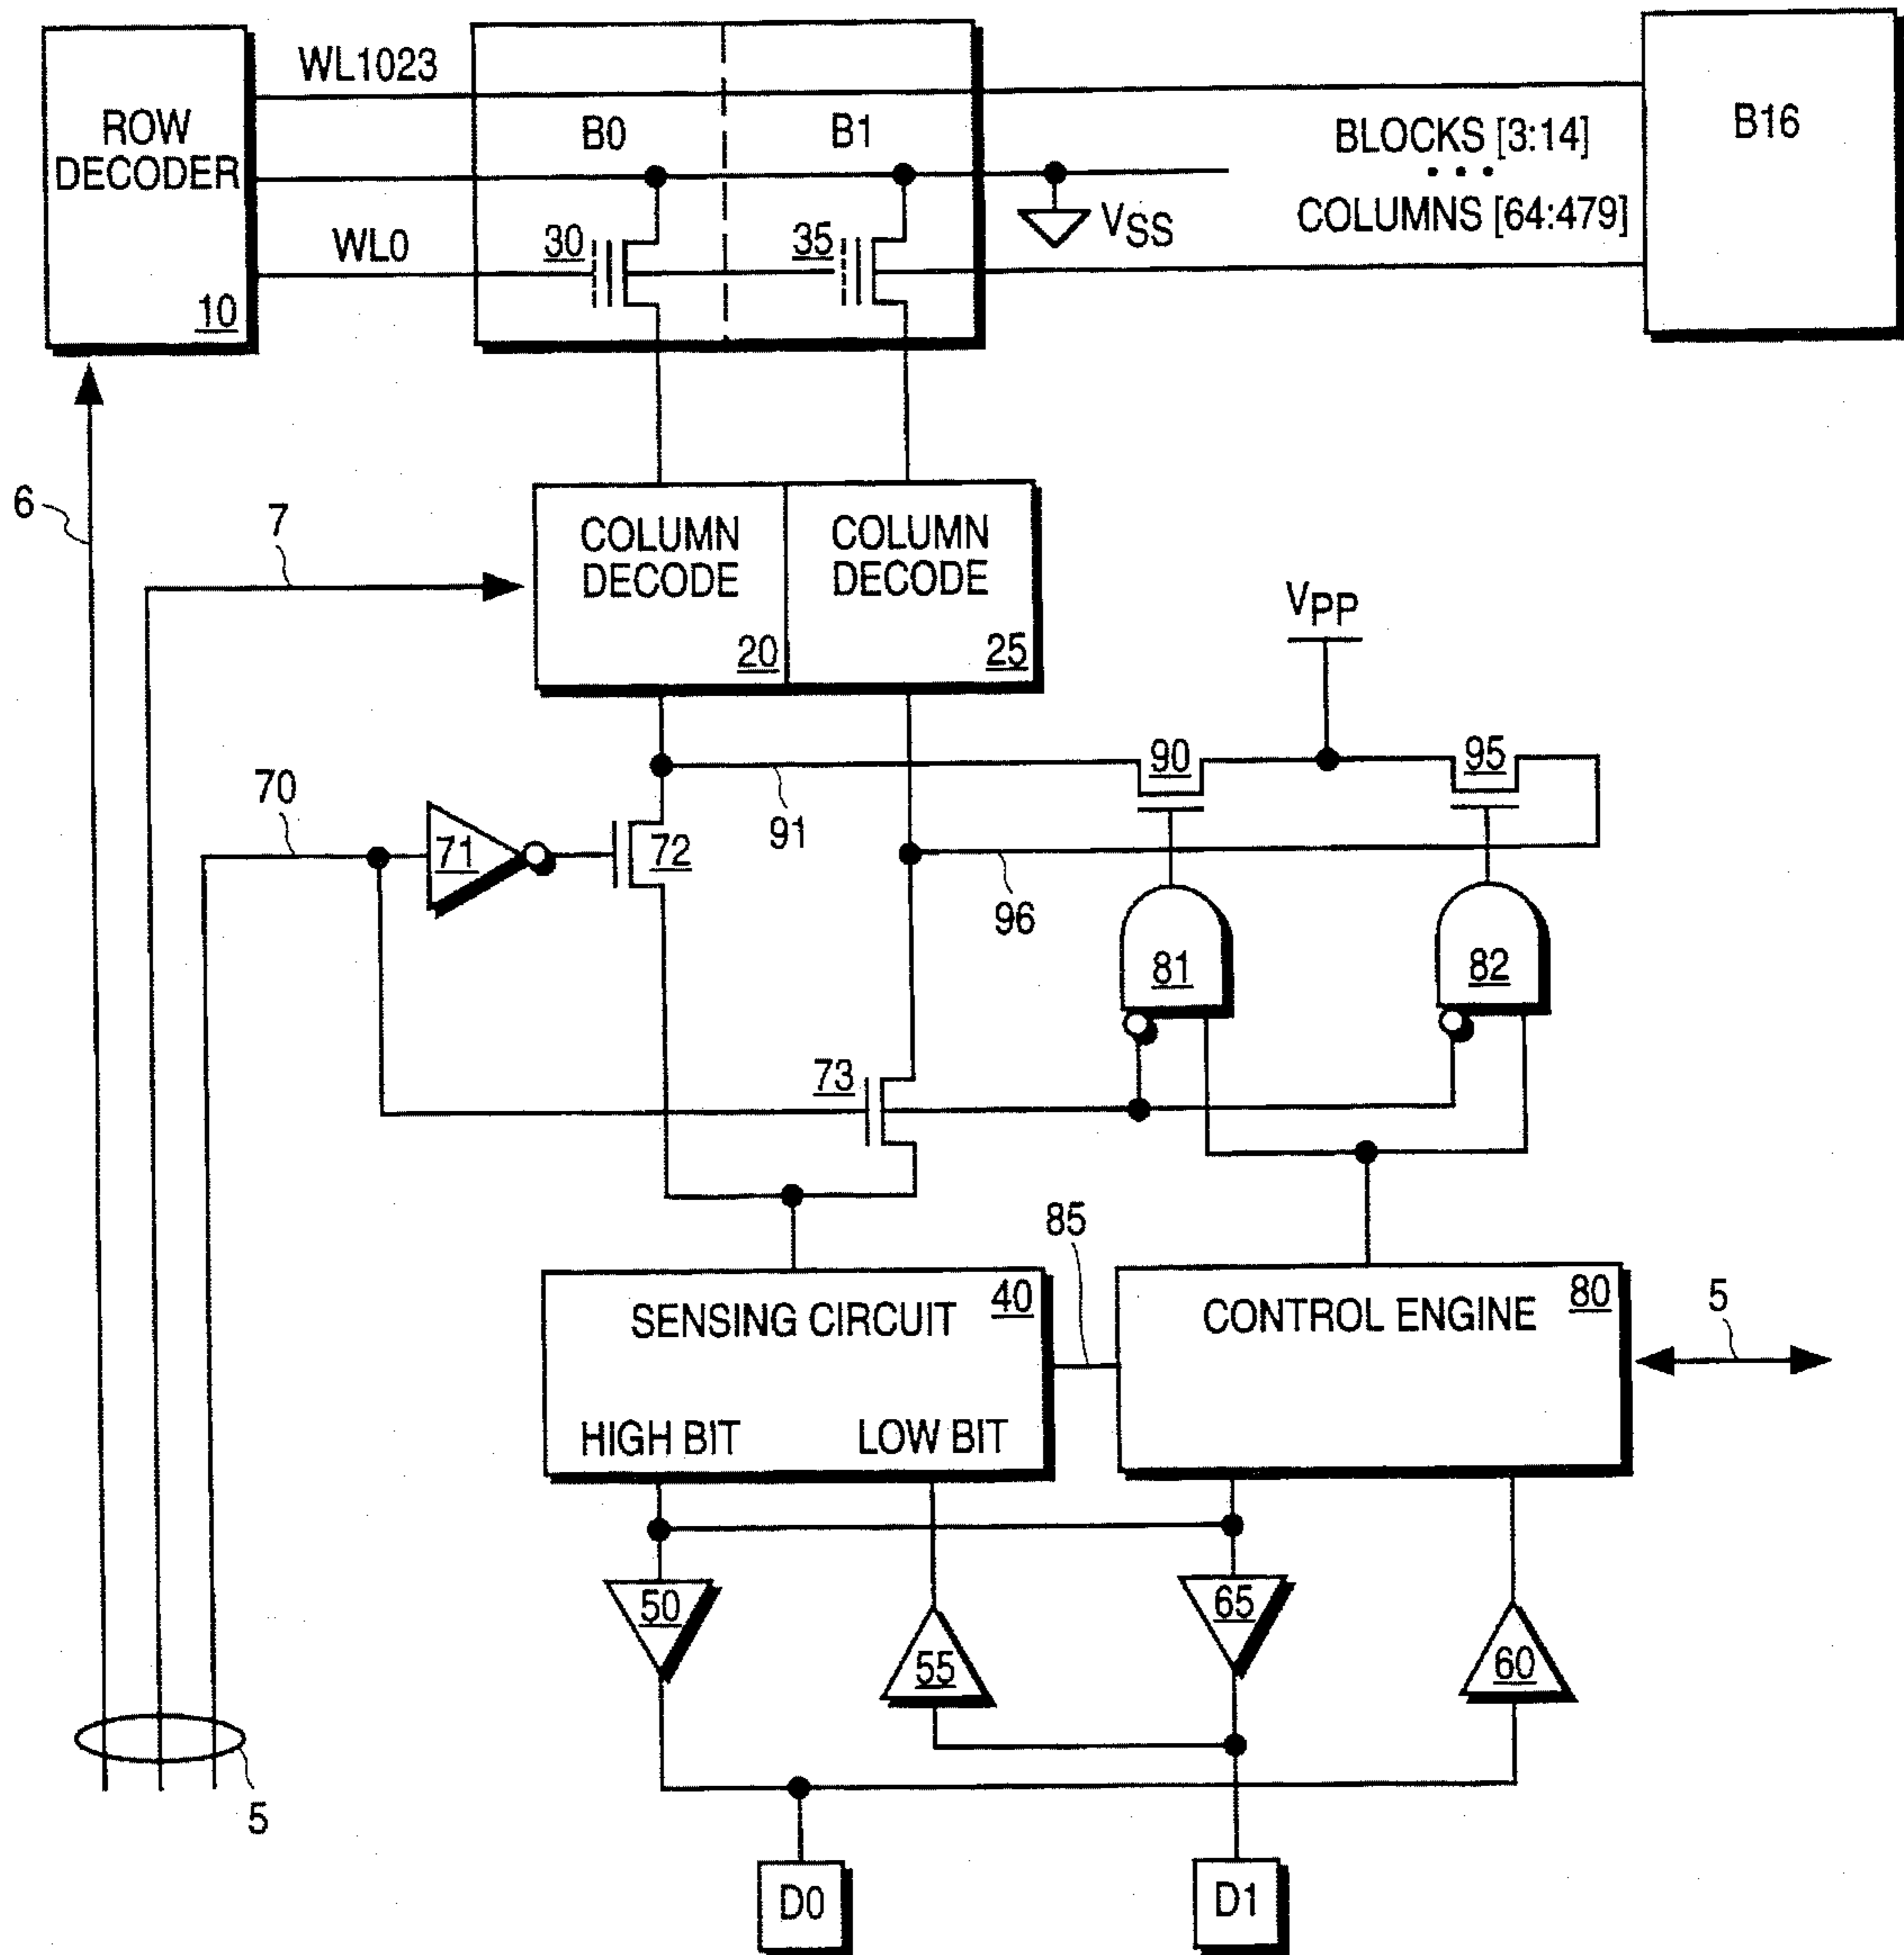 WL1023
ROW
DECODER
10
WL0
B0
B1
30
35
VSS
BLOCKS [3:14]
• • •
COLUMNS [64:479]
B16
6
7
COLUMN
DECODE
20
COLUMN
DECODE
25
VPP
90
95
70
71
72
91
96
81
82
73
85
SENSING CIRCUIT
40
HIGH BIT
LOW BIT
CONTROL ENGINE
80
5
50
55
65
60
5
D0
D1